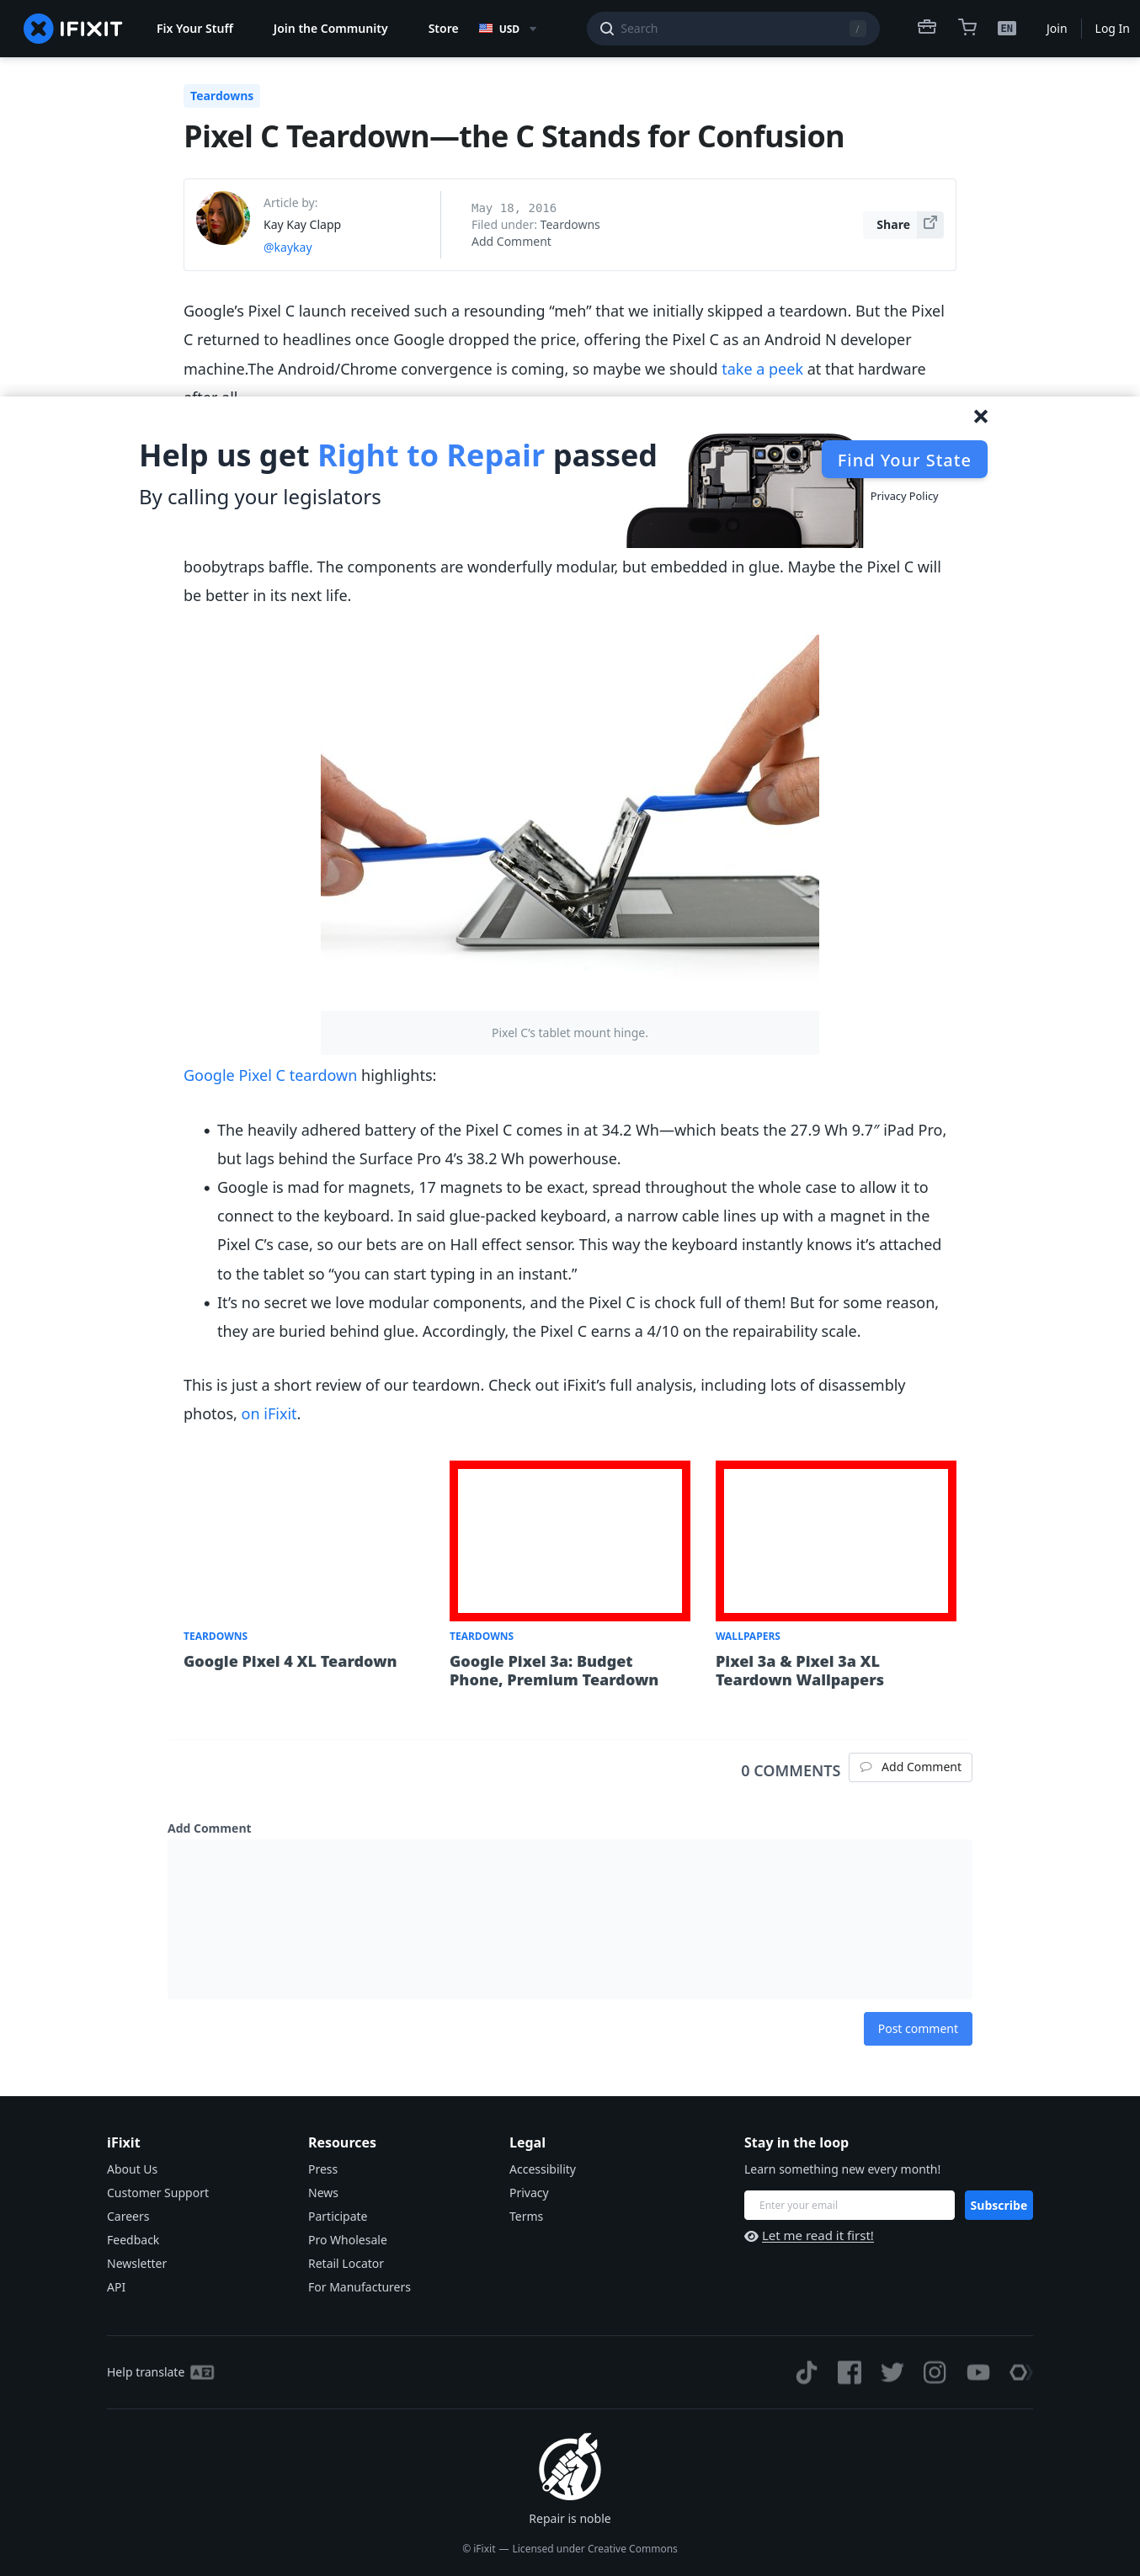 IFIXIT
Fix Your Stuff
Join the Community
Store
USD
Search
/
EN
Join
Log In
Teardowns
Pixel C Teardown—the C Stands for Confusion
Article by:
Kay Kay Clapp
@kaykay
May 18, 2016
Filed under: Teardowns
Add Comment
Share
Google’s Pixel C launch received such a resounding “meh” that we initially skipped a teardown. But the Pixel
C returned to headlines once Google dropped the price, offering the Pixel C as an Android N developer
machine.The Android/Chrome convergence is coming, so maybe we should take a peek at that hardware
after all
Help us get Right to Repair passed
By calling your legislators
Find Your State
Privacy Policy
boobytraps baffle. The components are wonderfully modular, but embedded in glue. Maybe the Pixel C will
be better in its next life.
Pixel C’s tablet mount hinge.
Google Pixel C teardown highlights:
• The heavily adhered battery of the Pixel C comes in at 34.2 Wh—which beats the 27.9 Wh 9.7″ iPad Pro,
but lags behind the Surface Pro 4’s 38.2 Wh powerhouse.
• Google is mad for magnets, 17 magnets to be exact, spread throughout the whole case to allow it to
connect to the keyboard. In said glue-packed keyboard, a narrow cable lines up with a magnet in the
Pixel C’s case, so our bets are on Hall effect sensor. This way the keyboard instantly knows it’s attached
to the tablet so “you can start typing in an instant.”
• It’s no secret we love modular components, and the Pixel C is chock full of them! But for some reason,
they are buried behind glue. Accordingly, the Pixel C earns a 4/10 on the repairability scale.
This is just a short review of our teardown. Check out iFixit’s full analysis, including lots of disassembly
photos, on iFixit.
TEARDOWNS
Google Pixel 4 XL Teardown
TEARDOWNS
Google Pixel 3a: Budget
Phone, Premium Teardown
WALLPAPERS
Pixel 3a & Pixel 3a XL
Teardown Wallpapers
0 COMMENTS
Add Comment
Add Comment
Post comment
iFixit
About Us
Customer Support
Careers
Feedback
Newsletter
API
Resources
Press
News
Participate
Pro Wholesale
Retail Locator
For Manufacturers
Legal
Accessibility
Privacy
Terms
Stay in the loop
Learn something new every month!
Enter your email
Subscribe
Let me read it first!
Help translate
Repair is noble
© iFixit — Licensed under Creative Commons